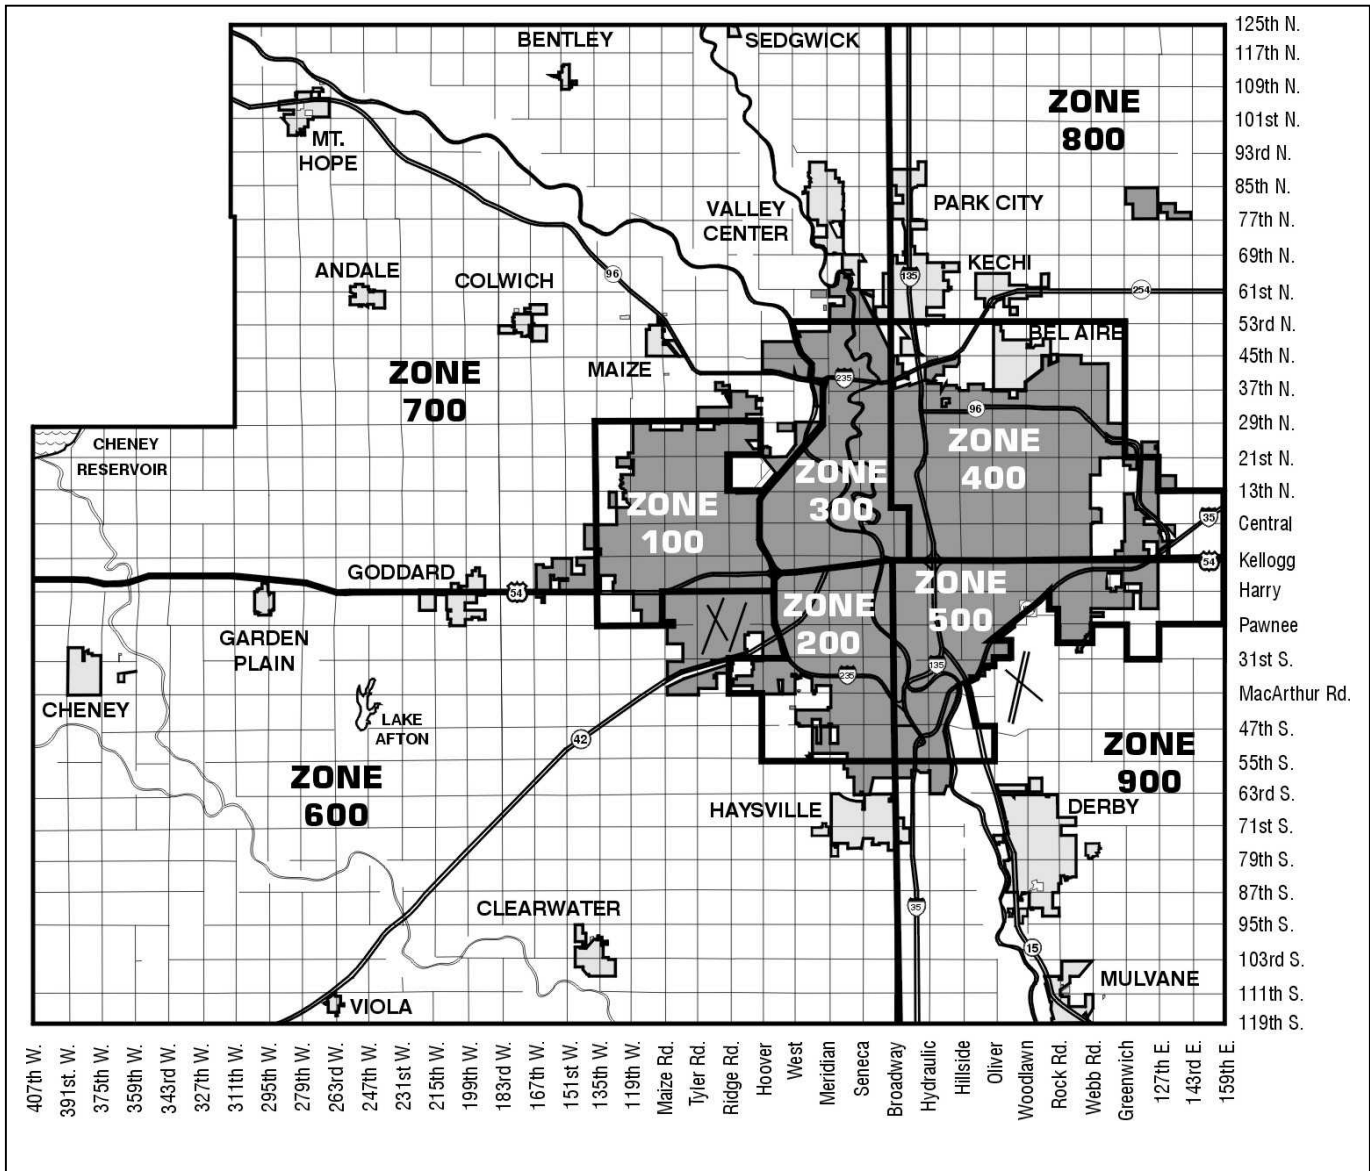 BENTLEY
SEDGWICK
ZONE
800
MT.
HOPE
VALLEY
CENTER
PARK CITY
ANDALE
COLWICH
KECHI
96
135
254
BEL AIRE
MAIZE
235
ZONE
700
96
CHENEY
RESERVOIR
ZONE
400
ZONE
300
ZONE
100
35
54
GODDARD
54
GARDEN
PLAIN
ZONE
200
ZONE
500
235
135
CHENEY
LAKE
AFTON
42
ZONE
600
ZONE
900
HAYSVILLE
DERBY
CLEARWATER
35
15
MULVANE
VIOLA
125th N.
117th N.
109th N.
101st N.
93rd N.
85th N.
77th N.
69th N.
61st N.
53rd N.
45th N.
37th N.
29th N.
21st N.
13th N.
Central
Kellogg
Harry
Pawnee
31st S.
MacArthur Rd.
47th S.
55th S.
63rd S.
71st S.
79th S.
87th S.
95th S.
103rd S.
111th S.
119th S.
407th W.
391st. W.
375th W.
359th W.
343rd W.
327th W.
311th W.
295th W.
279th W.
263rd W.
247th W.
231st W.
215th W.
199th W.
183rd W.
167th W.
151st W.
135th W.
119th W.
Maize Rd.
Tyler Rd.
Ridge Rd.
Hoover
West
Meridian
Seneca
Broadway
Hydraulic
Hillside
Oliver
Woodlawn
Rock Rd.
Webb Rd.
Greenwich
127th E.
143rd E.
159th E.